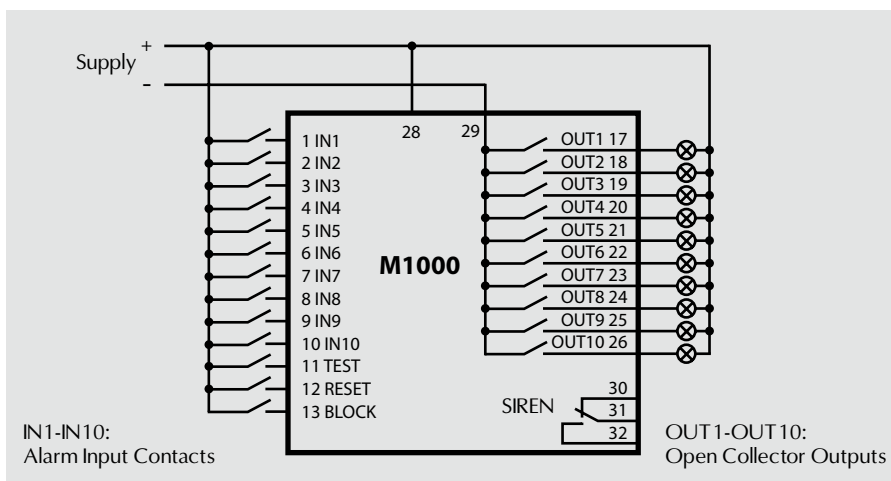 +
Supply
-
28 29
1 IN1
2 IN2
3 IN3
4 IN4
5 IN5
6 IN6
7 IN7
8 IN8
9 IN9
10 IN10
11 TEST
12 RESET
13 BLOCK
M1000
OUT1 17
OUT2 18
OUT3 19
OUT4 20
OUT5 21
OUT6 22
OUT7 23
OUT8 24
OUT9 25
OUT10 26
SIREN
30
31
32
IN1-IN10:
Alarm Input Contacts
OUT1-OUT10:
Open Collector Outputs